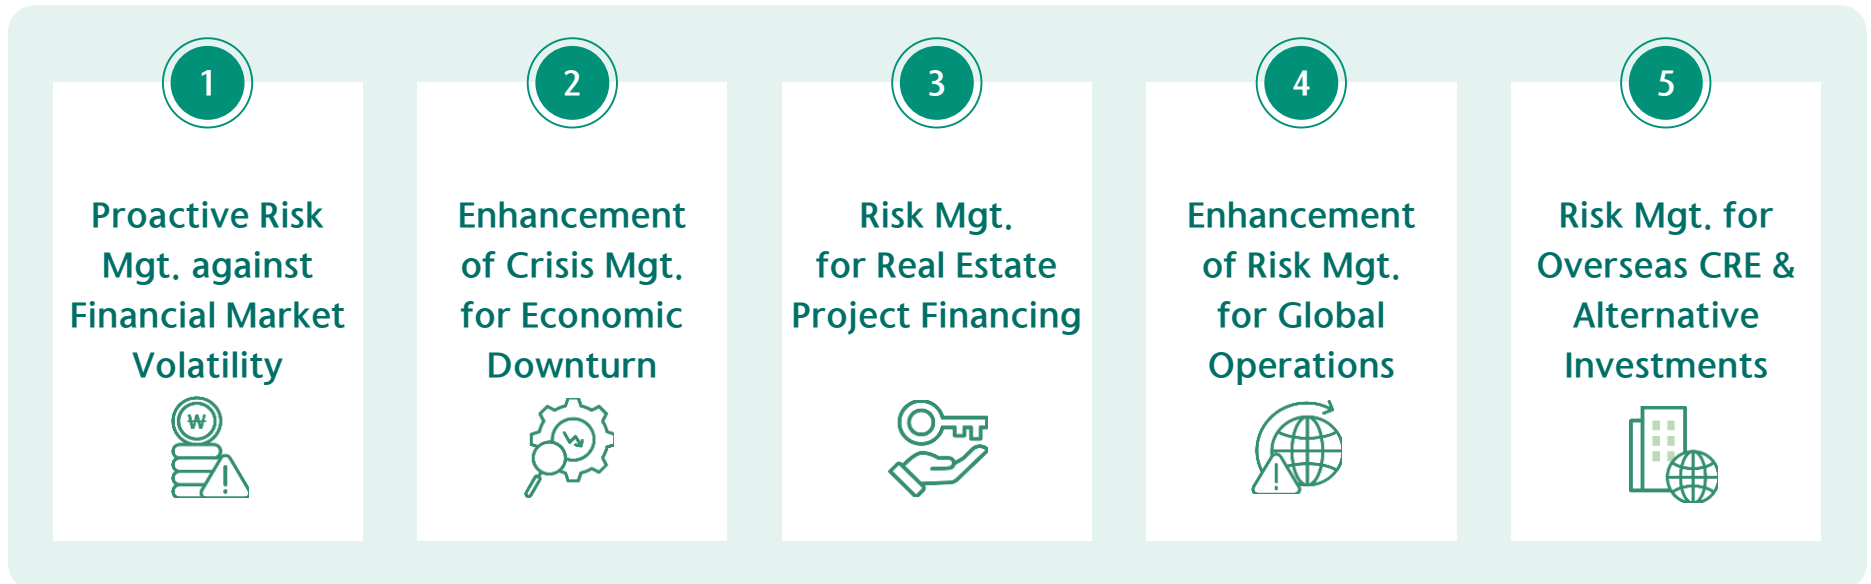 1
Proactive Risk
Mgt. against
Financial Market
Volatility
₩
2
Enhancement
of Crisis Mgt.
for Economic
Downturn
3
Risk Mgt.
for Real Estate
Project Financing
4
Enhancement
of Risk Mgt.
for Global
Operations
5
Risk Mgt. for
Overseas CRE &
Alternative
Investments